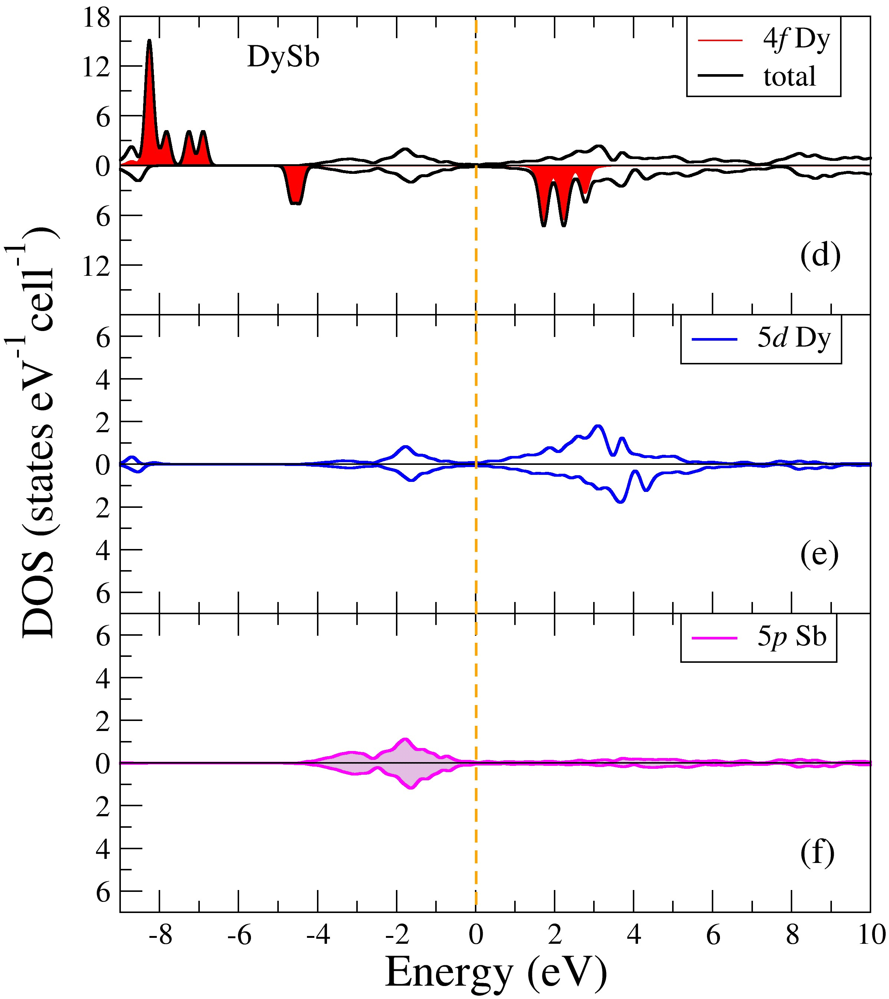 DOS (states eV⁻¹ cell⁻¹)
18
12
6
0
6
12
DySb
4f Dy
total
(d)
6
4
2
0
2
4
6
5d Dy
(e)
6
4
2
0
2
4
6
5p Sb
(f)
-8 -6 -4 -2 0 2 4 6 8 10
Energy (eV)